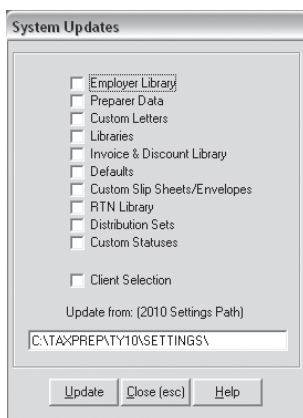 System Updates
Employer Library
Preparer Data
Custom Letters
Libraries
Invoice & Discount Library
Defaults
Custom Slip Sheets/Envelopes
RTN Library
Distribution Sets
Custom Statuses
Client Selection
Update from: (2010 Settings Path)
C:\TAXPREP\TY10\SETTINGS\
Update Close (esc) Help